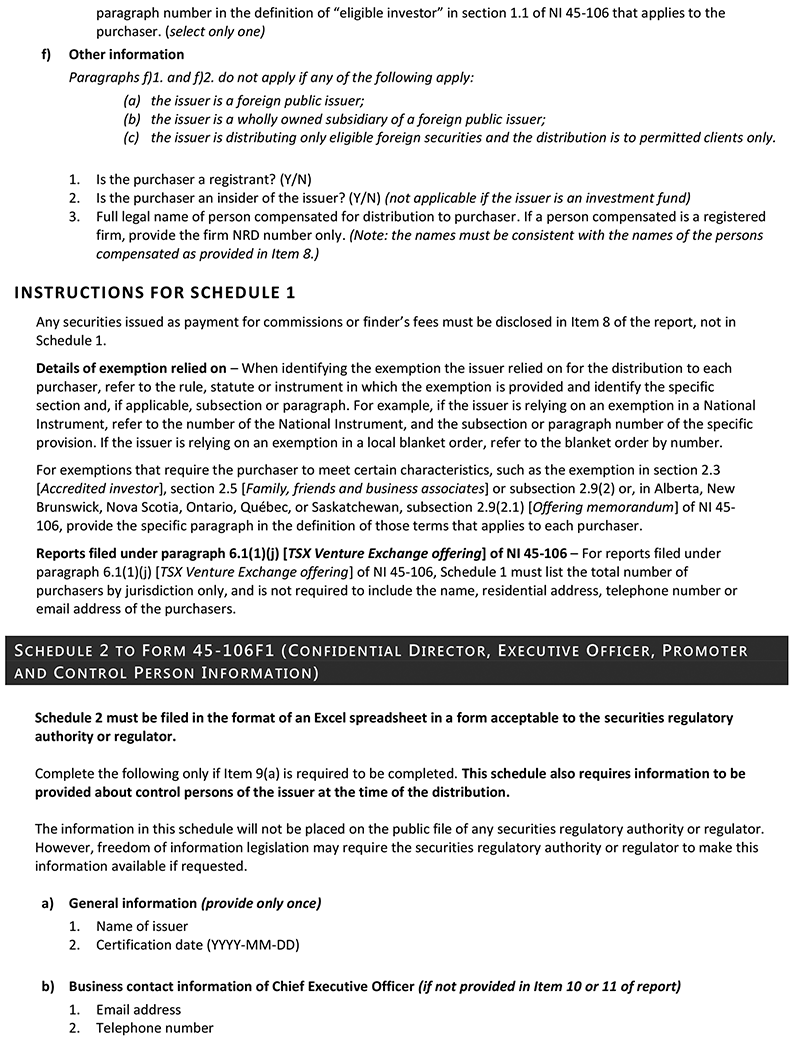 paragraph number in the definition of “eligible investor” in section 1.1 of NI 45-106 that applies to the
purchaser. (select only one)
f) Other information
Paragraphs f)1. and f)2. do not apply if any of the following apply:
(a) the issuer is a foreign public issuer;
(b) the issuer is a wholly owned subsidiary of a foreign public issuer;
(c) the issuer is distributing only eligible foreign securities and the distribution is to permitted clients only.
1. Is the purchaser a registrant? (Y/N)
2. Is the purchaser an insider of the issuer? (Y/N) (not applicable if the issuer is an investment fund)
3. Full legal name of person compensated for distribution to purchaser. If a person compensated is a registered
firm, provide the firm NRD number only. (Note: the names must be consistent with the names of the persons
compensated as provided in Item 8.)
INSTRUCTIONS FOR SCHEDULE 1
Any securities issued as payment for commissions or finder’s fees must be disclosed in Item 8 of the report, not in
Schedule 1.
Details of exemption relied on – When identifying the exemption the issuer relied on for the distribution to each
purchaser, refer to the rule, statute or instrument in which the exemption is provided and identify the specific
section and, if applicable, subsection or paragraph. For example, if the issuer is relying on an exemption in a National
Instrument, refer to the number of the National Instrument, and the subsection or paragraph number of the specific
provision. If the issuer is relying on an exemption in a local blanket order, refer to the blanket order by number.
For exemptions that require the purchaser to meet certain characteristics, such as the exemption in section 2.3
[Accredited investor], section 2.5 [Family, friends and business associates] or subsection 2.9(2) or, in Alberta, New
Brunswick, Nova Scotia, Ontario, Québec, or Saskatchewan, subsection 2.9(2.1) [Offering memorandum] of NI 45-
106, provide the specific paragraph in the definition of those terms that applies to each purchaser.
Reports filed under paragraph 6.1(1)(j) [TSX Venture Exchange offering] of NI 45-106 – For reports filed under
paragraph 6.1(1)(j) [TSX Venture Exchange offering] of NI 45-106, Schedule 1 must list the total number of
purchasers by jurisdiction only, and is not required to include the name, residential address, telephone number or
email address of the purchasers.
SCHEDULE 2 TO FORM 45-106F1 (CONFIDENTIAL DIRECTOR, EXECUTIVE OFFICER, PROMOTER
AND CONTROL PERSON INFORMATION)
Schedule 2 must be filed in the format of an Excel spreadsheet in a form acceptable to the securities regulatory
authority or regulator.
Complete the following only if Item 9(a) is required to be completed. This schedule also requires information to be
provided about control persons of the issuer at the time of the distribution.
The information in this schedule will not be placed on the public file of any securities regulatory authority or regulator.
However, freedom of information legislation may require the securities regulatory authority or regulator to make this
information available if requested.
a) General information (provide only once)
1. Name of issuer
2. Certification date (YYYY-MM-DD)
b) Business contact information of Chief Executive Officer (if not provided in Item 10 or 11 of report)
1. Email address
2. Telephone number